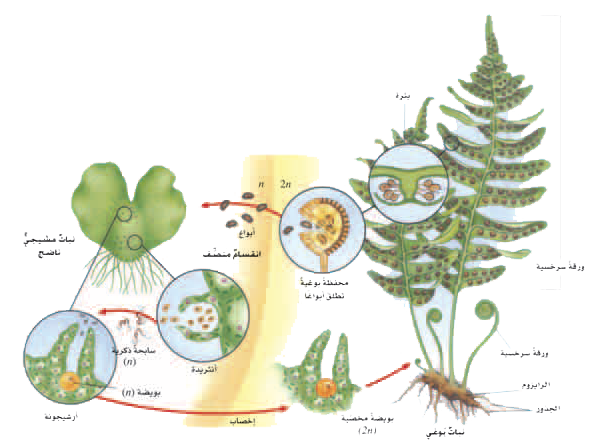 بثرة
n 2n
أبواغ
انقسامٌ منصِّف
نباتٌ مشيجيٌّ
ناضج
محفظةٌ بوغيةٌ
تطلق أبواغها
ورقةٌ سرخسية
سابحةٌ ذكرية
(n)
أنثريدة
ورقةٌ سرخسية
بويضة (n)
الرايزوم
الجذور
أرشيجونة
إخصاب
بويضةٌ مخصبة
(2n)
نباتٌ بوغي